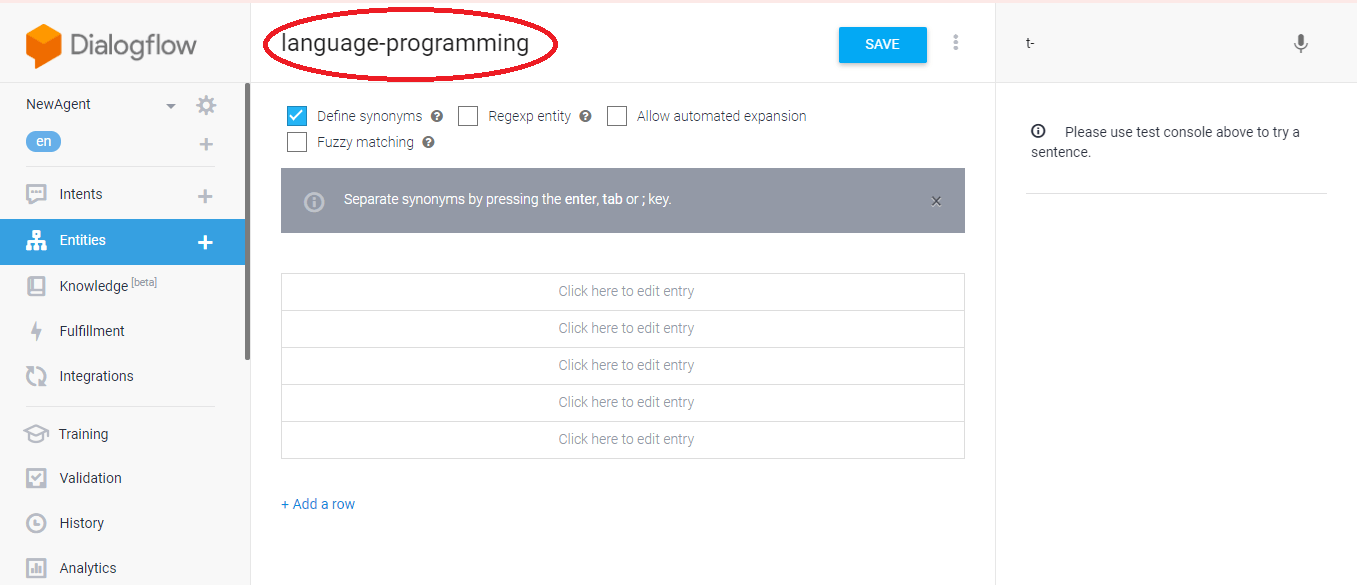 Dialogflow
language-programming
SAVE
t-
NewAgent
en
Intents
Entities
Knowledge [beta]
Fulfillment
Integrations
Training
Validation
History
Analytics
Define synonyms
Regexp entity
Allow automated expansion
Fuzzy matching
Separate synonyms by pressing the enter, tab or ; key.
Click here to edit entry
Click here to edit entry
Click here to edit entry
Click here to edit entry
Click here to edit entry
+ Add a row
Please use test console above to try a
sentence.